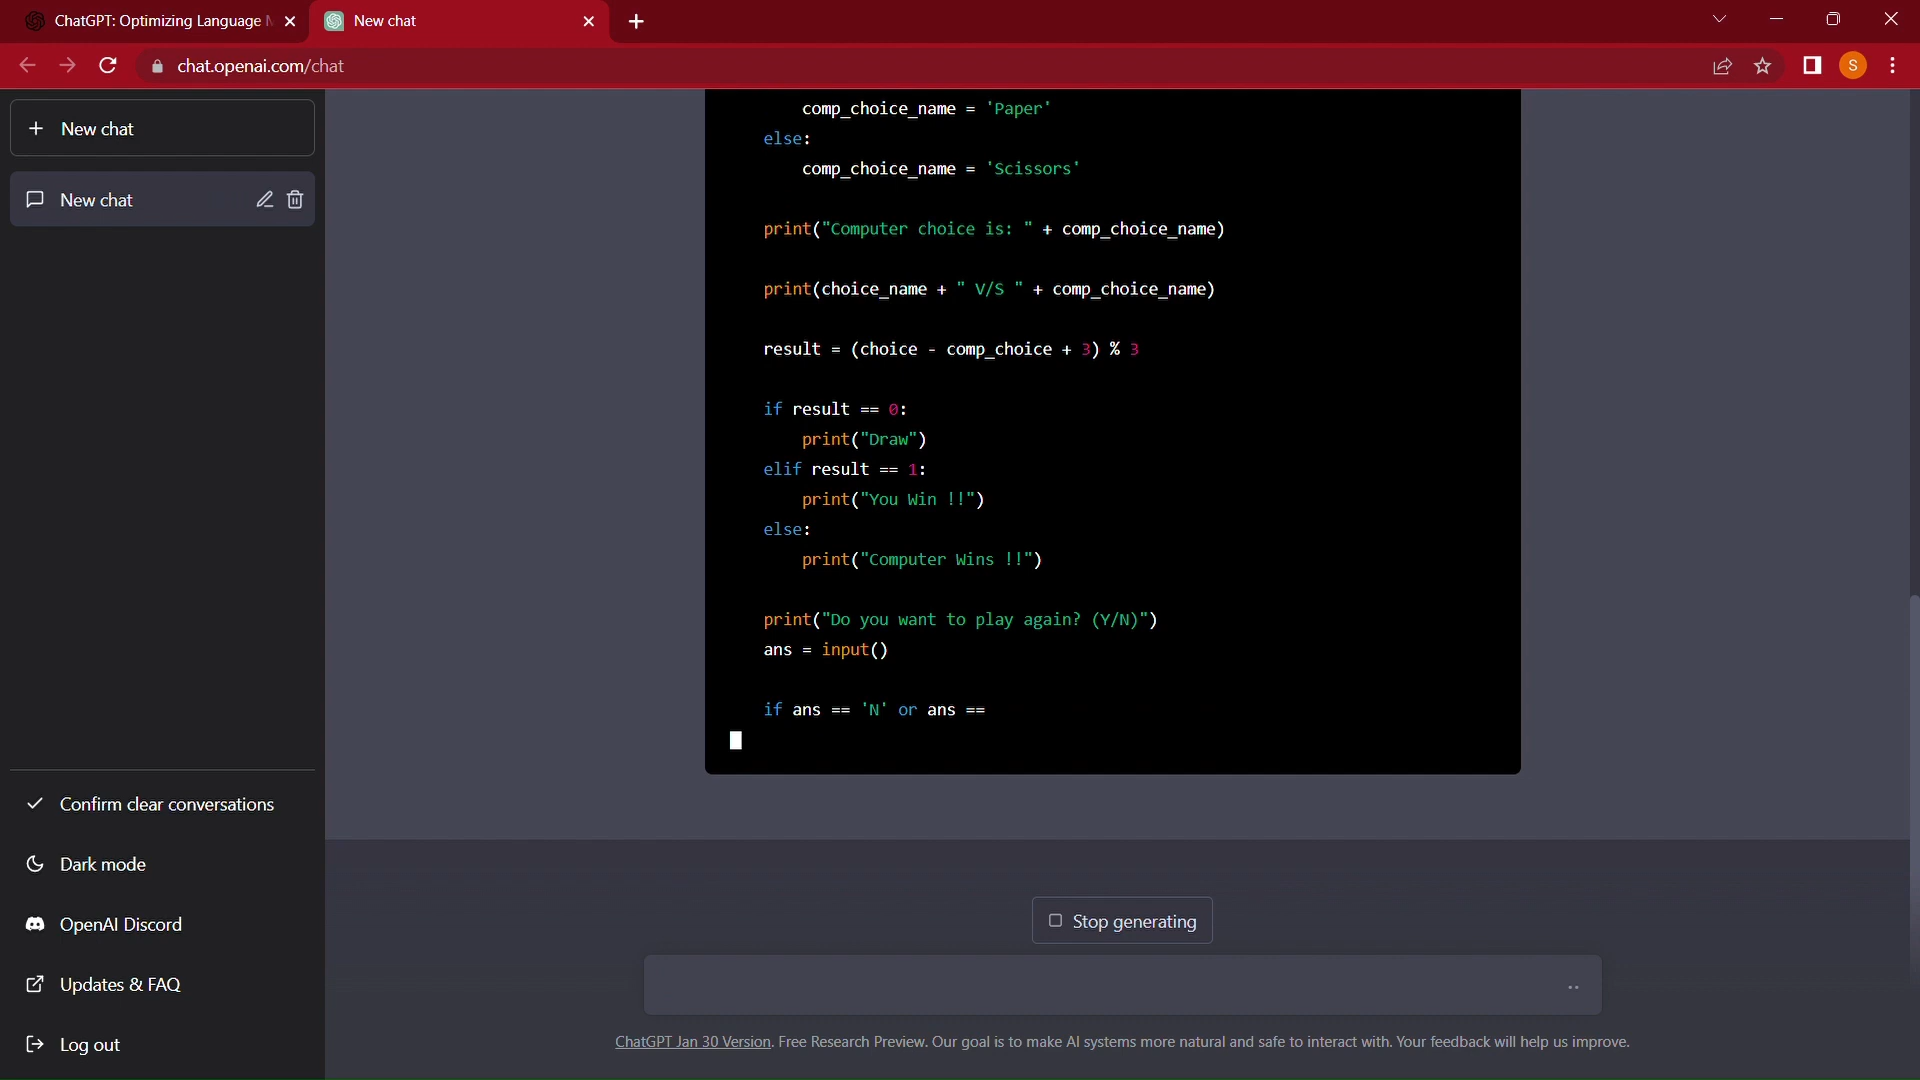 ChatGPT: Optimizing Language M
New chat
chat.openai.com/chat
S
New chat
New chat
comp_choice_name = 'Paper'
else:
comp_choice_name = 'Scissors'
print("Computer choice is: " + comp_choice_name)
print(choice_name + " V/S " + comp_choice_name)
result = (choice - comp_choice + 3) % 3
if result == 0:
print("Draw")
elif result == 1:
print("You Win !!")
else:
print("Computer Wins !!")
print("Do you want to play again? (Y/N)")
ans = input()
if ans == 'N' or ans ==
Confirm clear conversations
Dark mode
OpenAI Discord
Updates & FAQ
Log out
Stop generating
ChatGPT Jan 30 Version. Free Research Preview. Our goal is to make AI systems more natural and safe to interact with. Your feedback will help us improve.